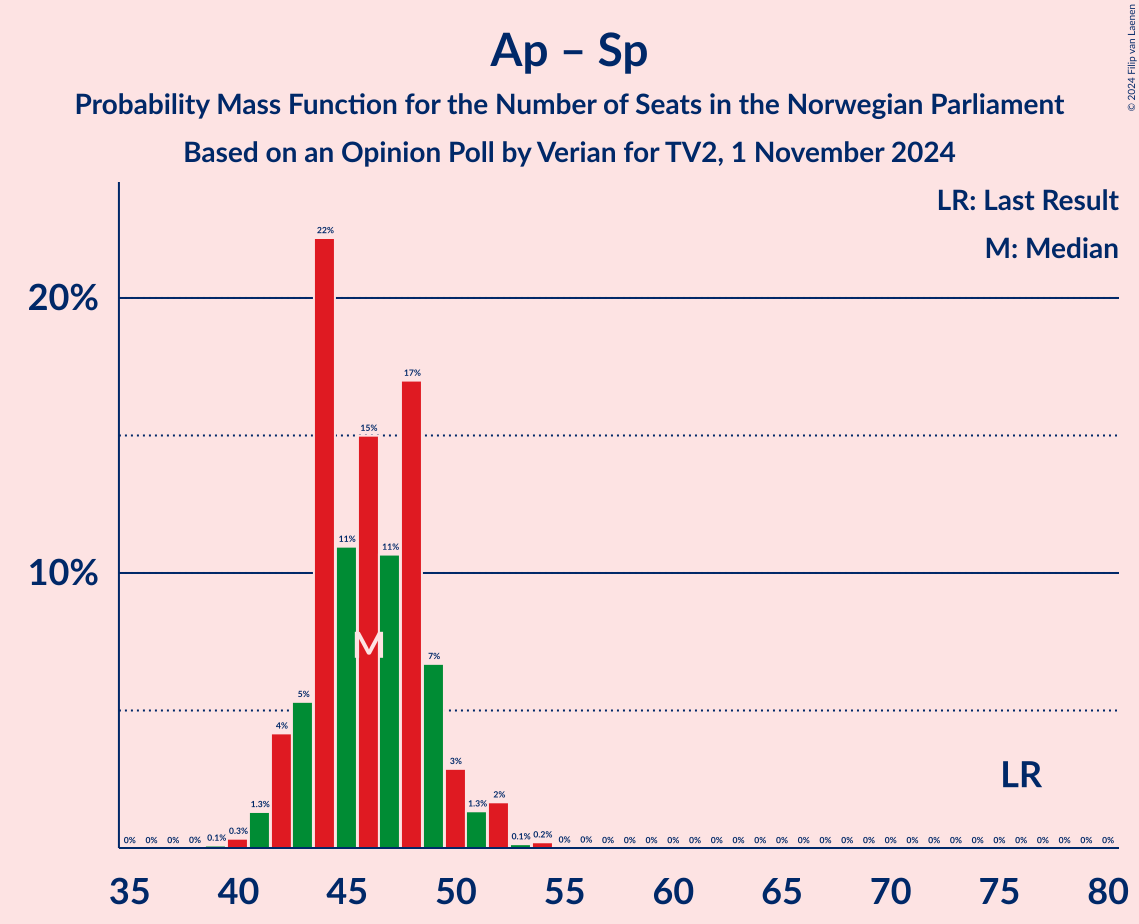 Ap – Sp
Probability Mass Function for the Number of Seats in the Norwegian Parliament
Based on an Opinion Poll by Verian for TV2, 1 November 2024
© 2024 Filip van Laenen
LR: Last Result
M: Median
20%
10%
0% 0% 0% 0% 0.1% 0.3% 1.3% 4% 5% 22% 11% 15% 11% 17% 7% 3% 1.3% 2% 0.1% 0.2% 0% 0% 0% 0% 0% 0% 0% 0% 0% 0% 0% 0% 0% 0% 0% 0% 0% 0% 0% 0% 0% 0% 0% 0% 0% 0%
M
LR
35 40 45 50 55 60 65 70 75 80